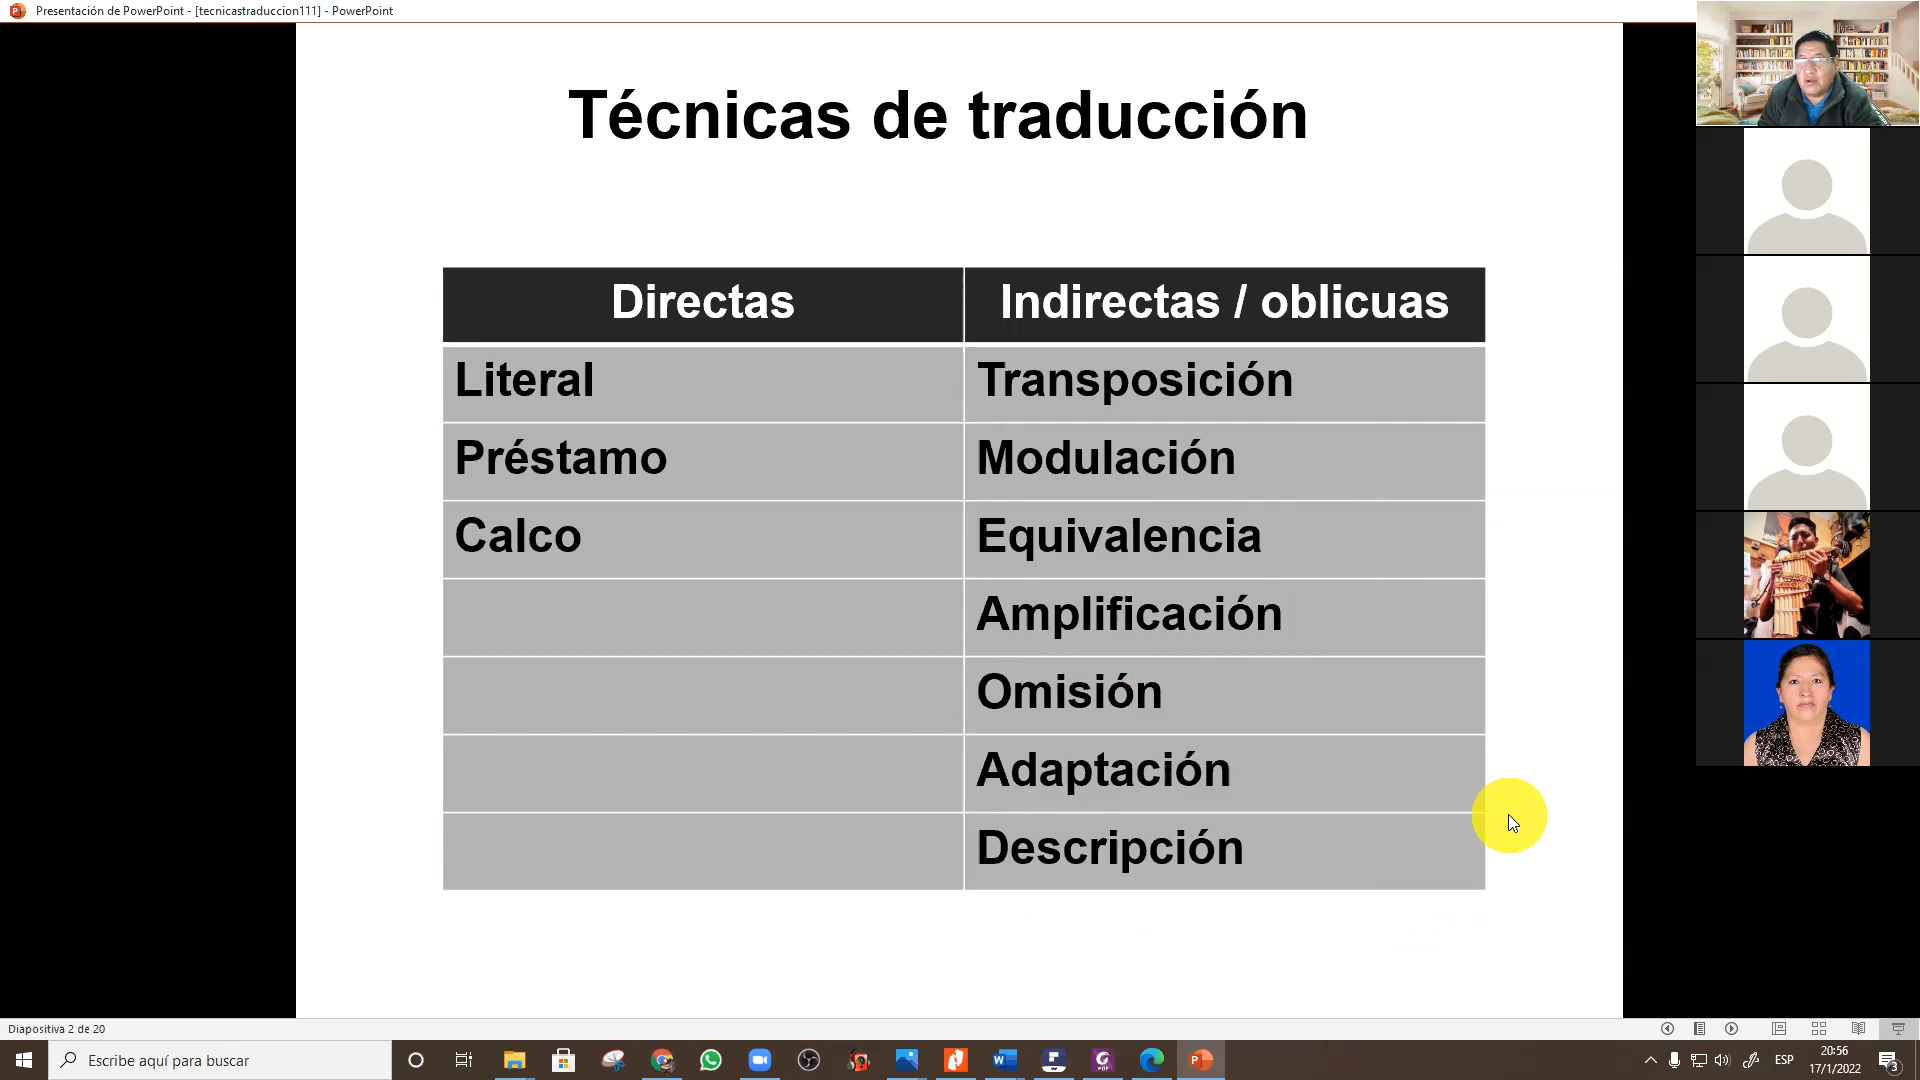 Presentación de PowerPoint - [tecnicastraduccion111] - PowerPoint
Técnicas de traducción
Directas
Indirectas / oblicuas
Literal
Transposición
Préstamo
Modulación
Calco
Equivalencia
Amplificación
Omisión
Adaptación
Descripción
Diapositiva 2 de 20
Escribe aquí para buscar
ESP
20:56
17/1/2022
3